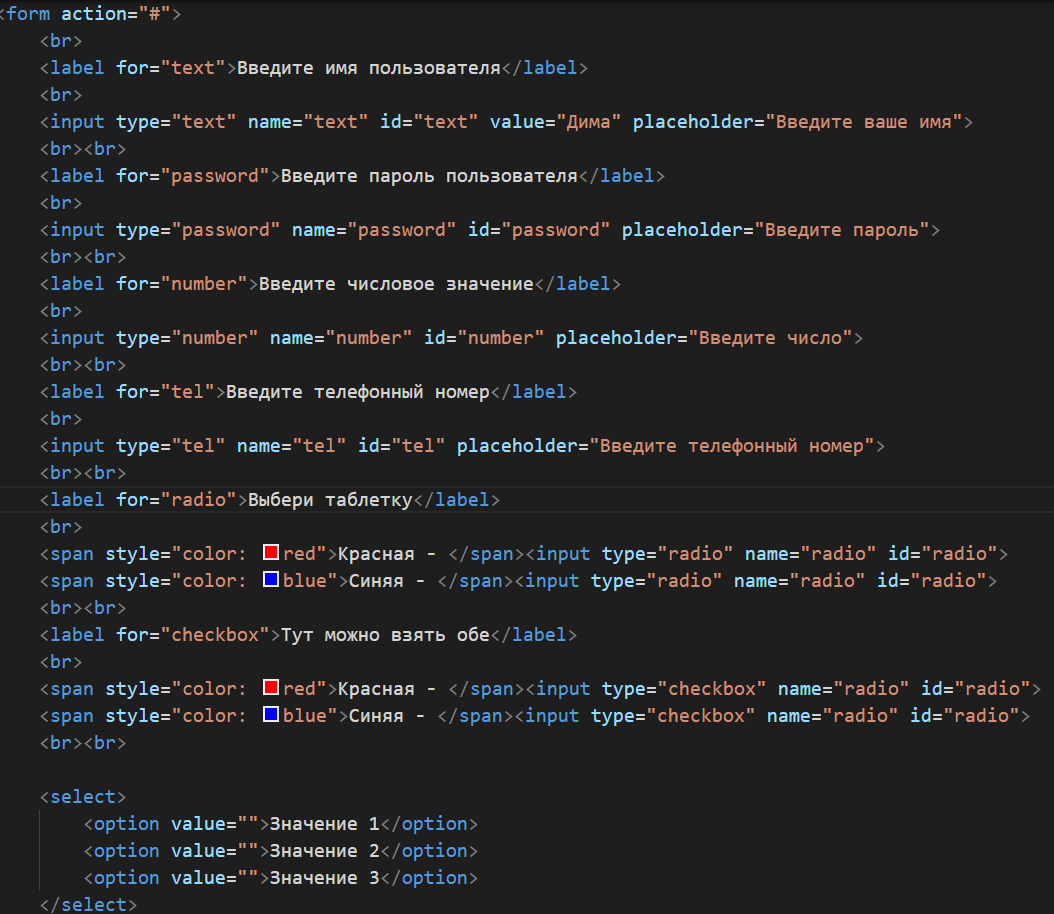 <form action="#">
<br>
<label for="text">Введите имя пользователя</label>
<br>
<input type="text" name="text" id="text" value="Дима" placeholder="Введите ваше имя">
<br><br>
<label for="password">Введите пароль пользователя</label>
<br>
<input type="password" name="password" id="password" placeholder="Введите пароль">
<br><br>
<label for="number">Введите числовое значение</label>
<br>
<input type="number" name="number" id="number" placeholder="Введите число">
<br><br>
<label for="tel">Введите телефонный номер</label>
<br>
<input type="tel" name="tel" id="tel" placeholder="Введите телефонный номер">
<br><br>
<label for="radio">Выбери таблетку</label>
<br>
<span style="color: red">Красная - </span><input type="radio" name="radio" id="radio">
<span style="color: blue">Синяя - </span><input type="radio" name="radio" id="radio">
<br><br>
<label for="checkbox">Тут можно взять обе</label>
<br>
<span style="color: red">Красная - </span><input type="checkbox" name="radio" id="radio">
<span style="color: blue">Синяя - </span><input type="checkbox" name="radio" id="radio">
<br><br>
<select>
<option value="">Значение 1</option>
<option value="">Значение 2</option>
<option value="">Значение 3</option>
</select>